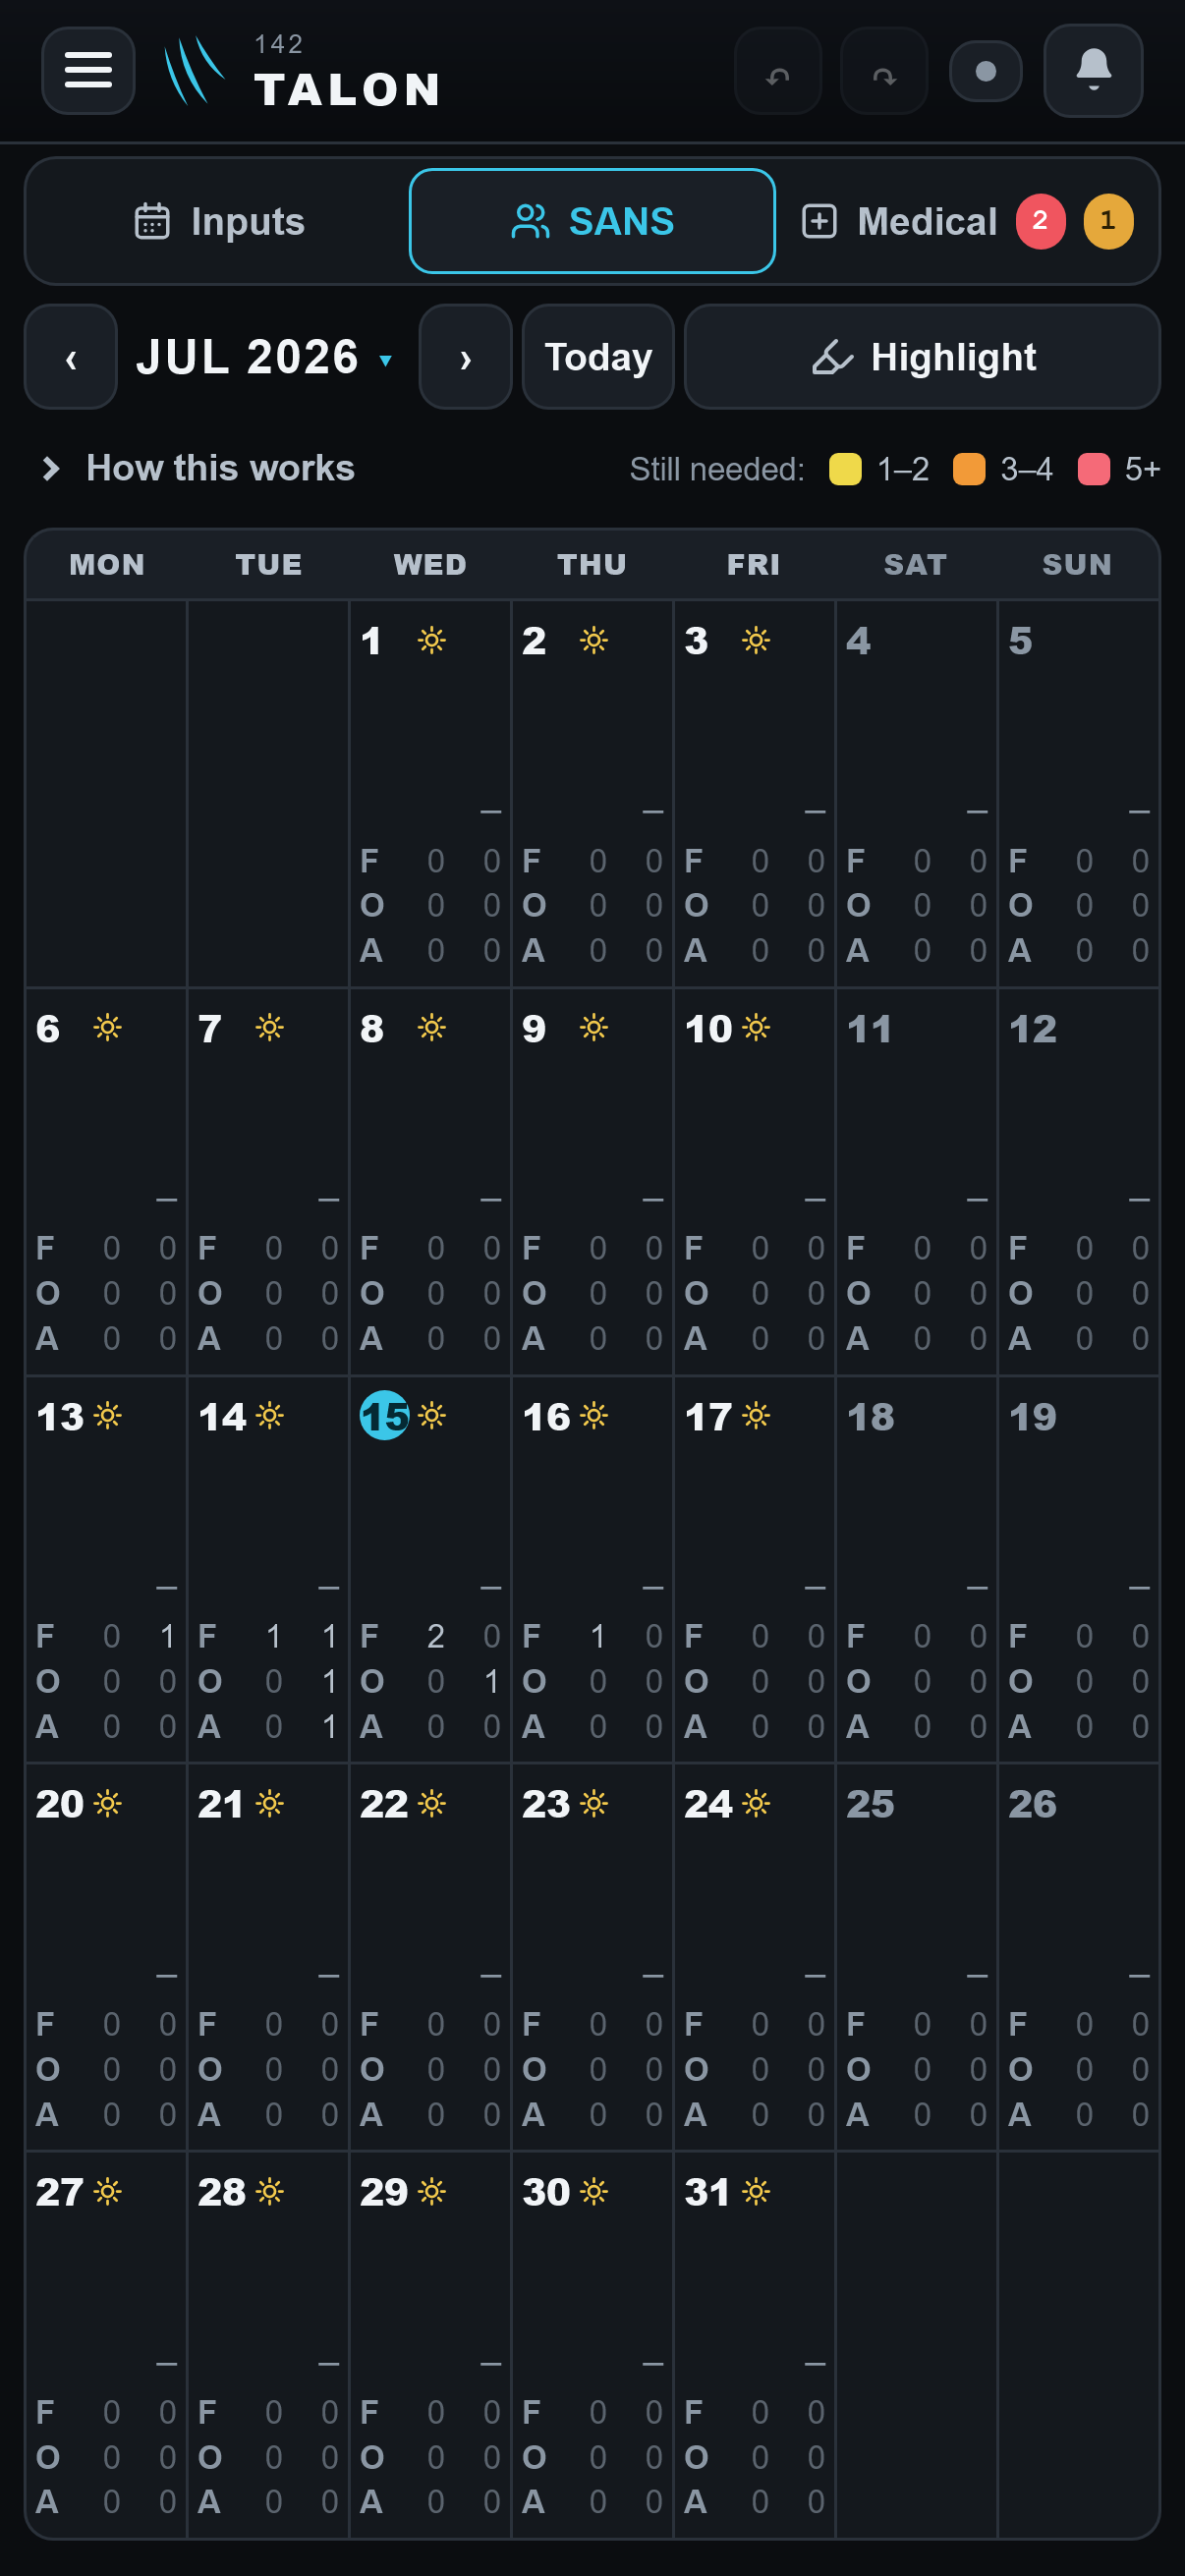 142
TALON
Inputs SANS Medical 2 1
‹ JUL 2026 ▾ › Today Highlight
How this works Still needed: 1–2 3–4 5+
MON TUE WED THU FRI SAT SUN
1 2 3 4 5
– – – – –
F 0 0 F 0 0 F 0 0 F 0 0 F 0 0
O 0 0 O 0 0 O 0 0 O 0 0 O 0 0
A 0 0 A 0 0 A 0 0 A 0 0 A 0 0
6 7 8 9 10 11 12
– – – – – – –
F 0 0 F 0 0 F 0 0 F 0 0 F 0 0 F 0 0 F 0 0
O 0 0 O 0 0 O 0 0 O 0 0 O 0 0 O 0 0 O 0 0
A 0 0 A 0 0 A 0 0 A 0 0 A 0 0 A 0 0 A 0 0
13 14 15 16 17 18 19
– – – – – – –
F 0 1 F 1 1 F 2 0 F 1 0 F 0 0 F 0 0 F 0 0
O 0 0 O 0 1 O 0 1 O 0 0 O 0 0 O 0 0 O 0 0
A 0 0 A 0 1 A 0 0 A 0 0 A 0 0 A 0 0 A 0 0
20 21 22 23 24 25 26
– – – – – – –
F 0 0 F 0 0 F 0 0 F 0 0 F 0 0 F 0 0 F 0 0
O 0 0 O 0 0 O 0 0 O 0 0 O 0 0 O 0 0 O 0 0
A 0 0 A 0 0 A 0 0 A 0 0 A 0 0 A 0 0 A 0 0
27 28 29 30 31
– – – – –
F 0 0 F 0 0 F 0 0 F 0 0 F 0 0
O 0 0 O 0 0 O 0 0 O 0 0 O 0 0
A 0 0 A 0 0 A 0 0 A 0 0 A 0 0